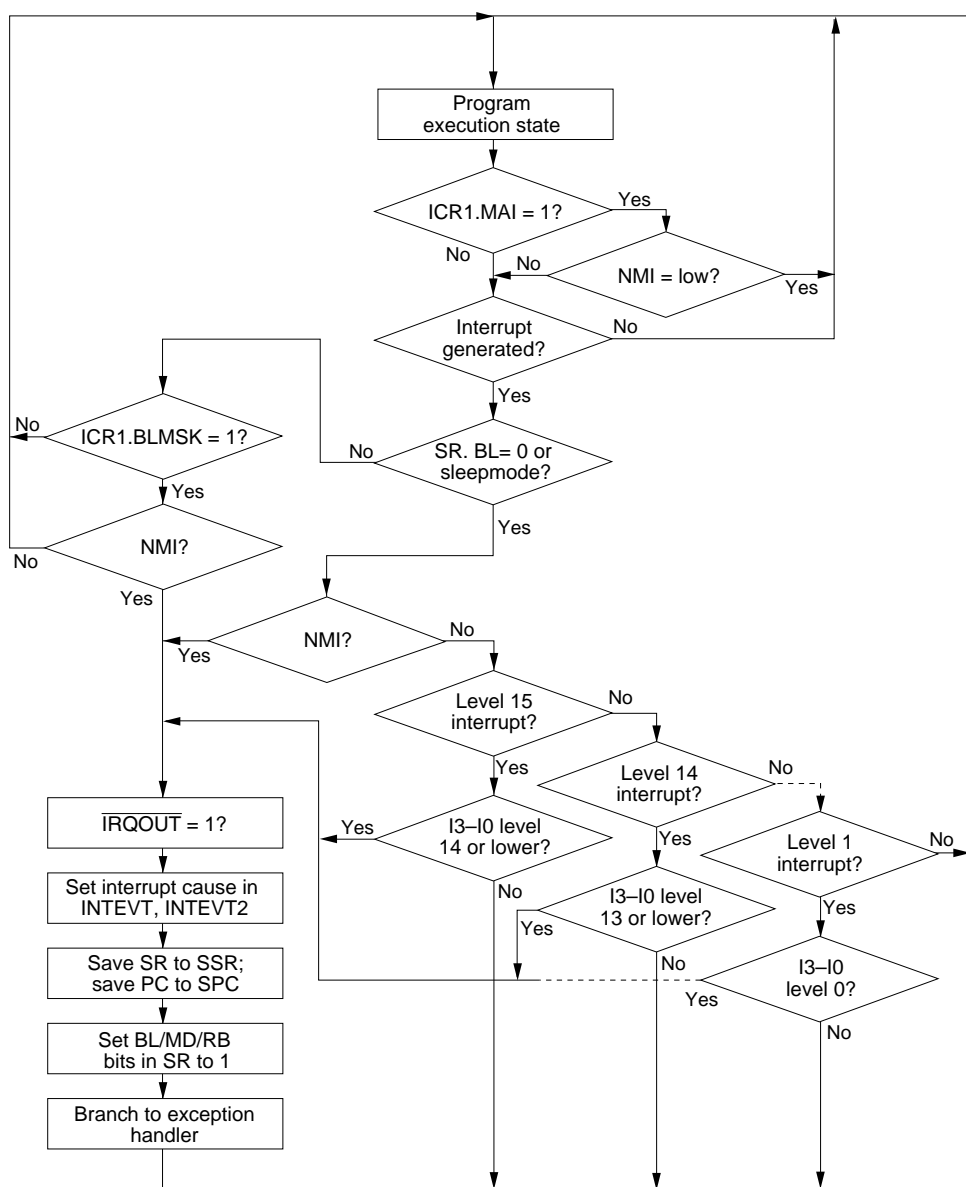 Program
execution state
ICR1.MAI = 1?
Yes
No
NMI = low?
No
Yes
Interrupt
generated?
No
Yes
ICR1.BLMSK = 1?
No
Yes
SR. BL= 0 or
sleepmode?
No
Yes
NMI?
No
Yes
NMI?
Yes
No
Level 15
interrupt?
No
Yes
Level 14
interrupt?
No
Yes
IRQOUT = 1?
I3–I0 level
14 or lower?
Yes
No
Level 1
interrupt?
No
Yes
Set interrupt cause in
INTEVT, INTEVT2
I3–I0 level
13 or lower?
Yes
No
Save SR to SSR;
save PC to SPC
I3–I0
level 0?
Yes
No
Set BL/MD/RB
bits in SR to 1
Branch to exception
handler